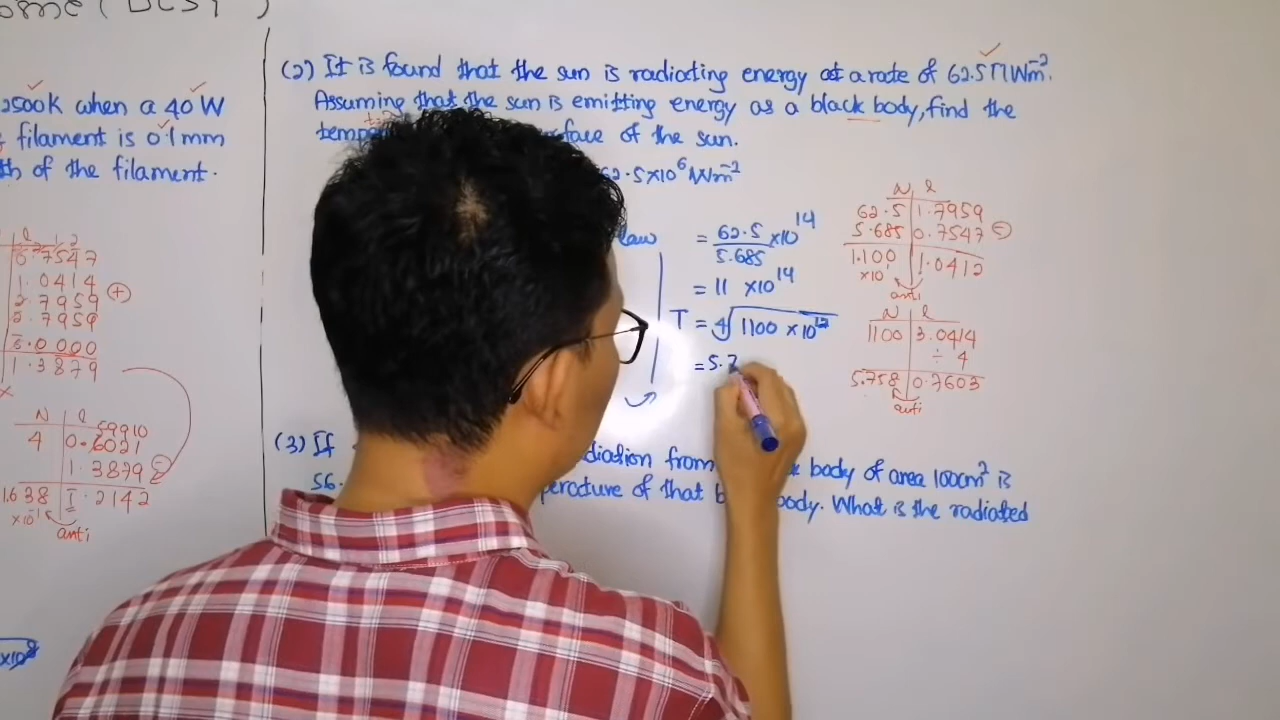 2500K when a 40 W
filament is 0.1mm
of the filament.
0.7547
1.0414
2.7959 (+)
2.7959
3.0000
1.3879
N l
4 0.6021
1.3879 (-)
1.638 1.2142
×10⁻¹ anti
(2) It is found that the sun is radiating energy at a rate of 62.5 MWm⁻².
Assuming that the sun is emitting energy as a black body, find the
face of the sun.
62.5×10⁶ Wm⁻²
law
= 62.5/5.685 ×10¹⁴
= 11 ×10¹⁴
T = ⁴√1100 ×10¹²
= 5.7
N l
62.5 1.7959
5.685 0.7547 (-)
1.100 1.0412
×10¹ anti
N l
1100 3.0414
÷ 4
5.758 0.7603
anti
(3) If diation from body of area 100cm² is
56. perature of that b body. What is the radiated
×10⁸